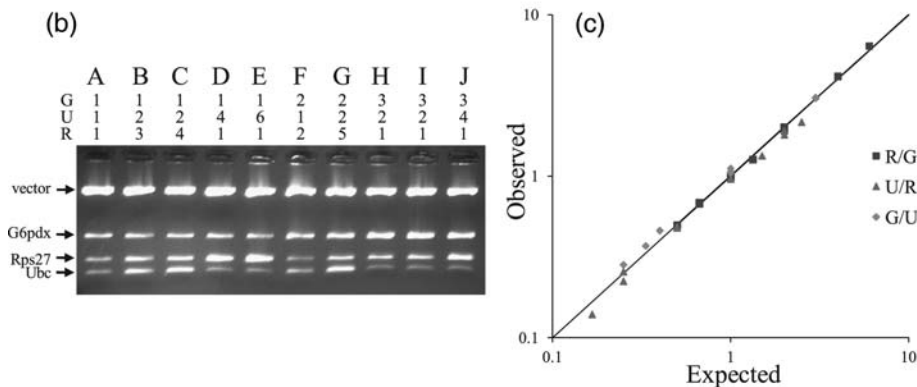 (b)
A B C D E F G H I J
G 1 1 1 1 1 2 2 3 3 3
U 1 2 2 4 6 1 2 2 2 4
R 1 3 4 1 1 2 5 1 1 1
vector
G6pdx
Rps27
Ubc
(c)
10
1
0.1
Observed
0.1 1 10
Expected
R/G
U/R
G/U